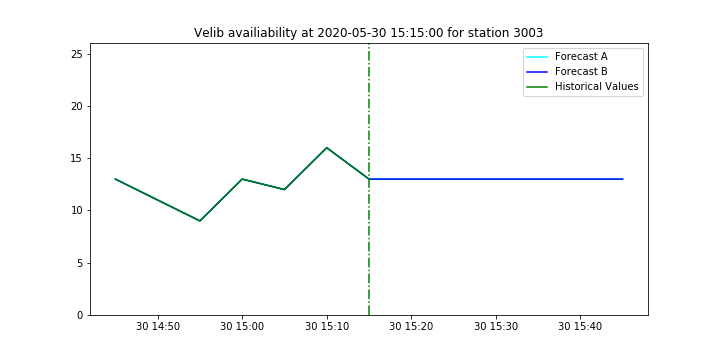 Velib availiability at 2020-05-30 15:15:00 for station 3003
Forecast A
Forecast B
Historical Values
25
20
15
10
5
0
30 14:50 30 15:00 30 15:10 30 15:20 30 15:30 30 15:40